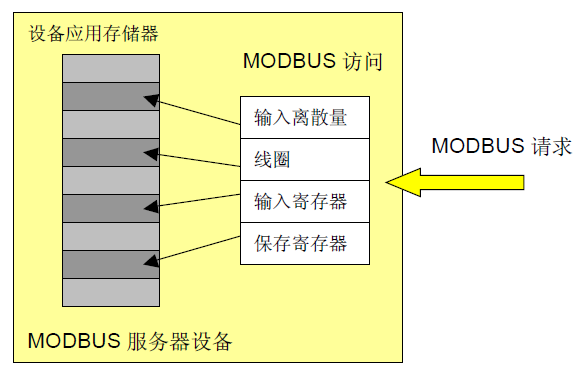 设备应用存储器
MODBUS 访问
输入离散量
线圈
输入寄存器
保存寄存器
MODBUS 请求
MODBUS 服务器设备